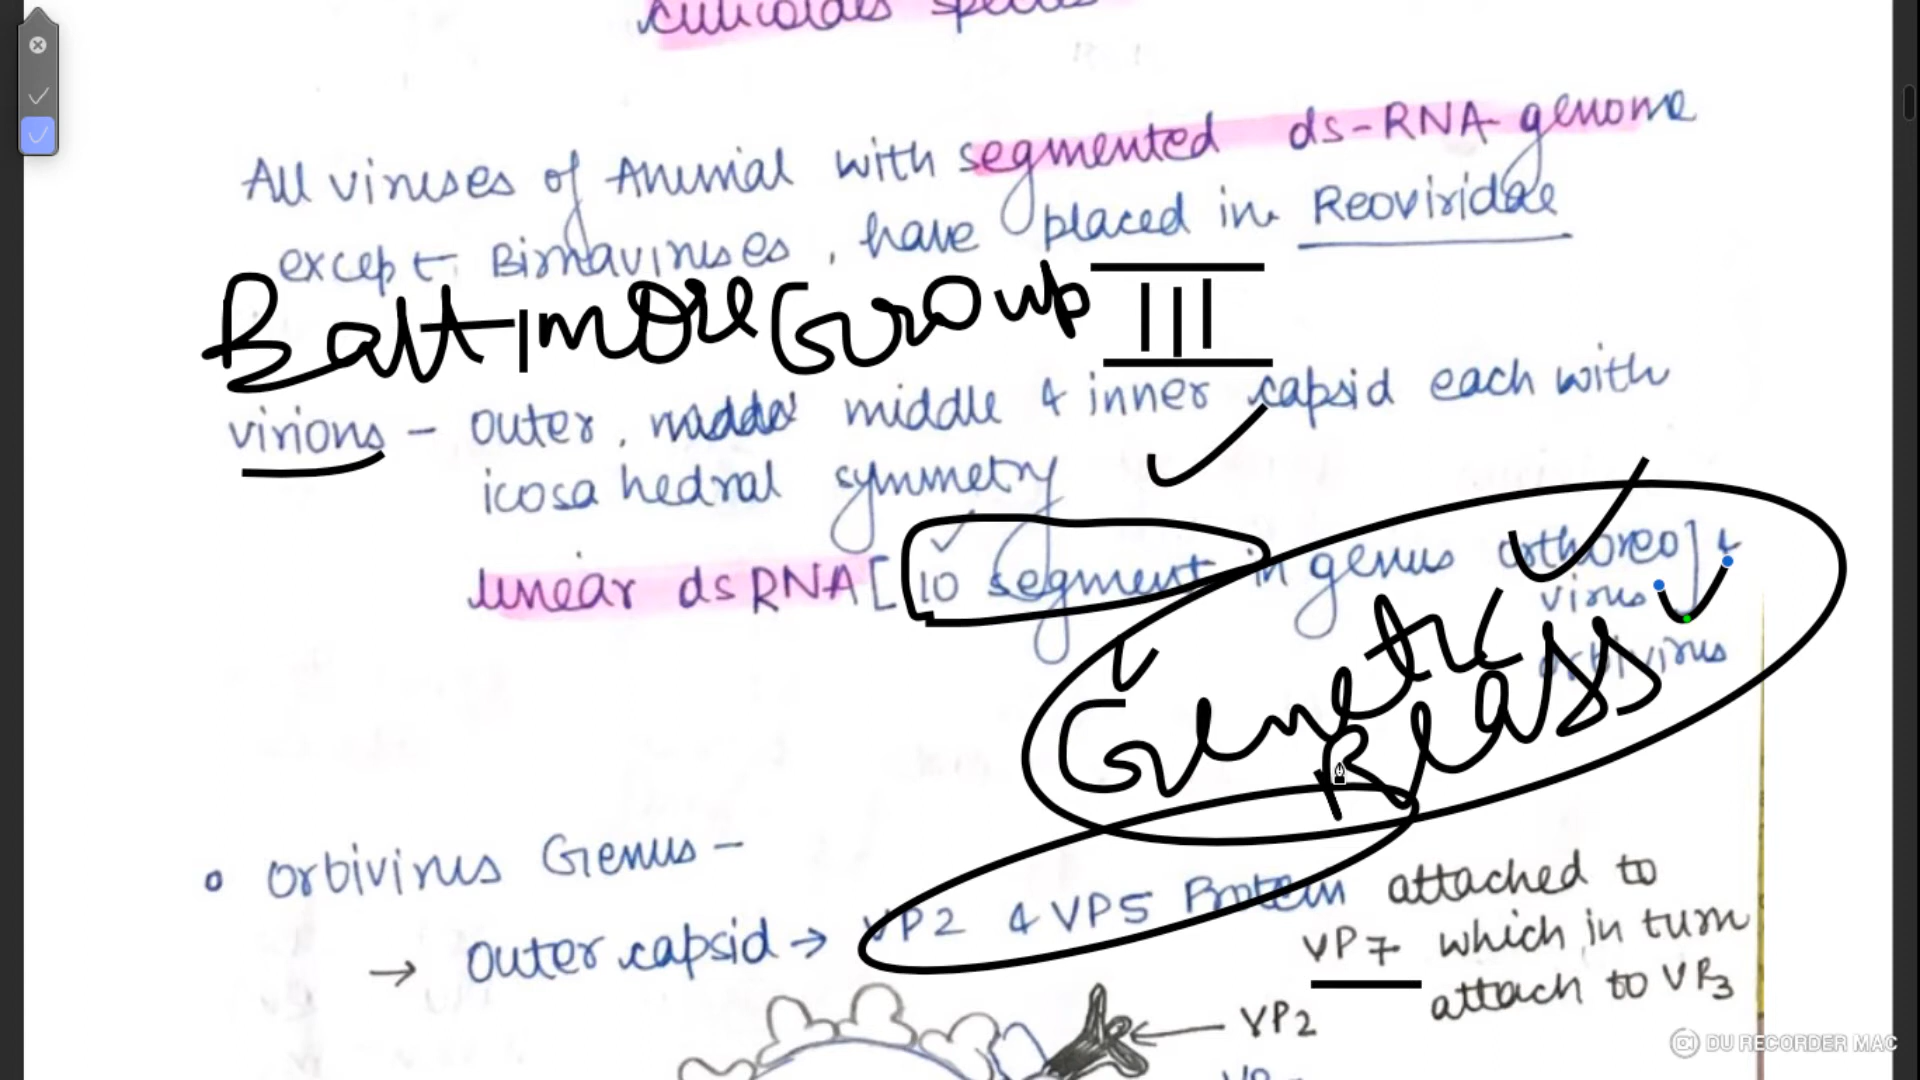 culicoides species
All viruses of Animal with segmented ds-RNA genome
except Birnaviruses, have placed in Reoviridae
Baltimore Group III
virions - outer, middle & inner capsid each with
icosahedral symmetry
linear dsRNA [10 segment in genus orthoreo] &
virus
orbivirus
Genetic
Reass
• Orbivirus Genus -
→ Outer capsid → VP2 & VP5 Protein attached to
VP7 which in turn
attach to VP3
← VP2
DU RECORDER MAC